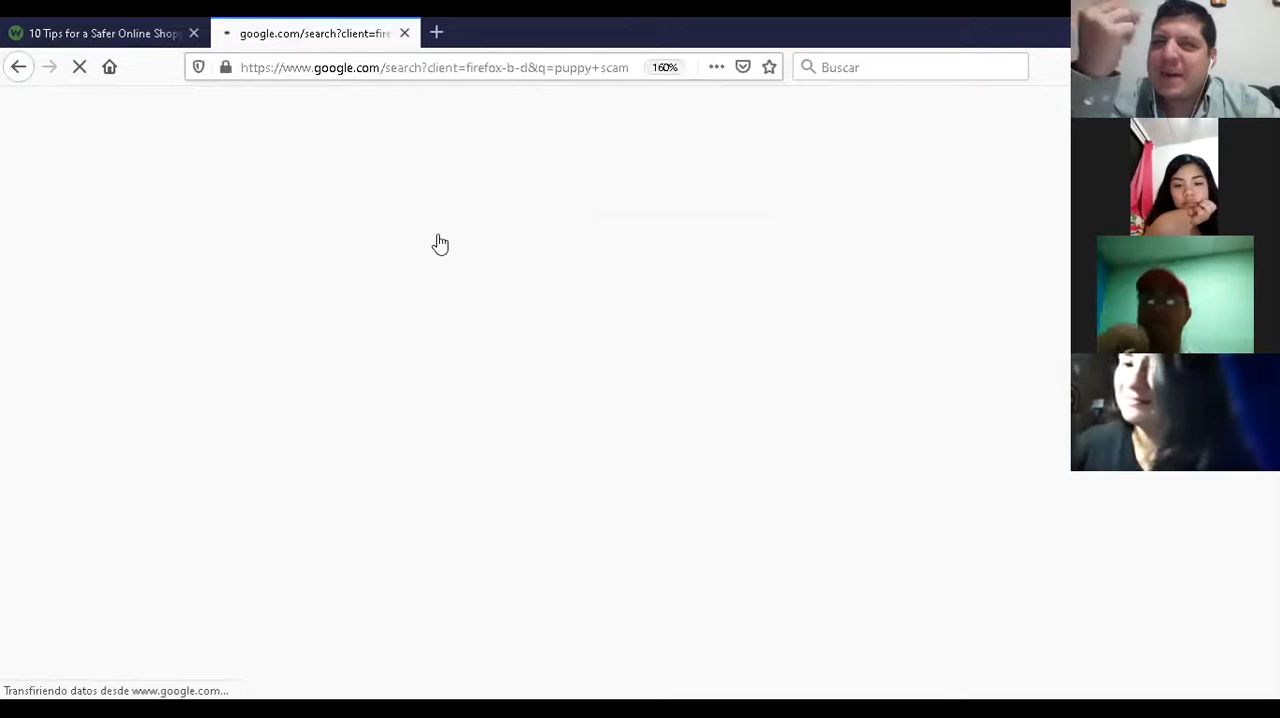 10 Tips for a Safer Online Shop
google.com/search?client=fire
https://www.google.com/search?client=firefox-b-d&q=puppy+scam
160%
Buscar
Transfiriendo datos desde www.google.com...